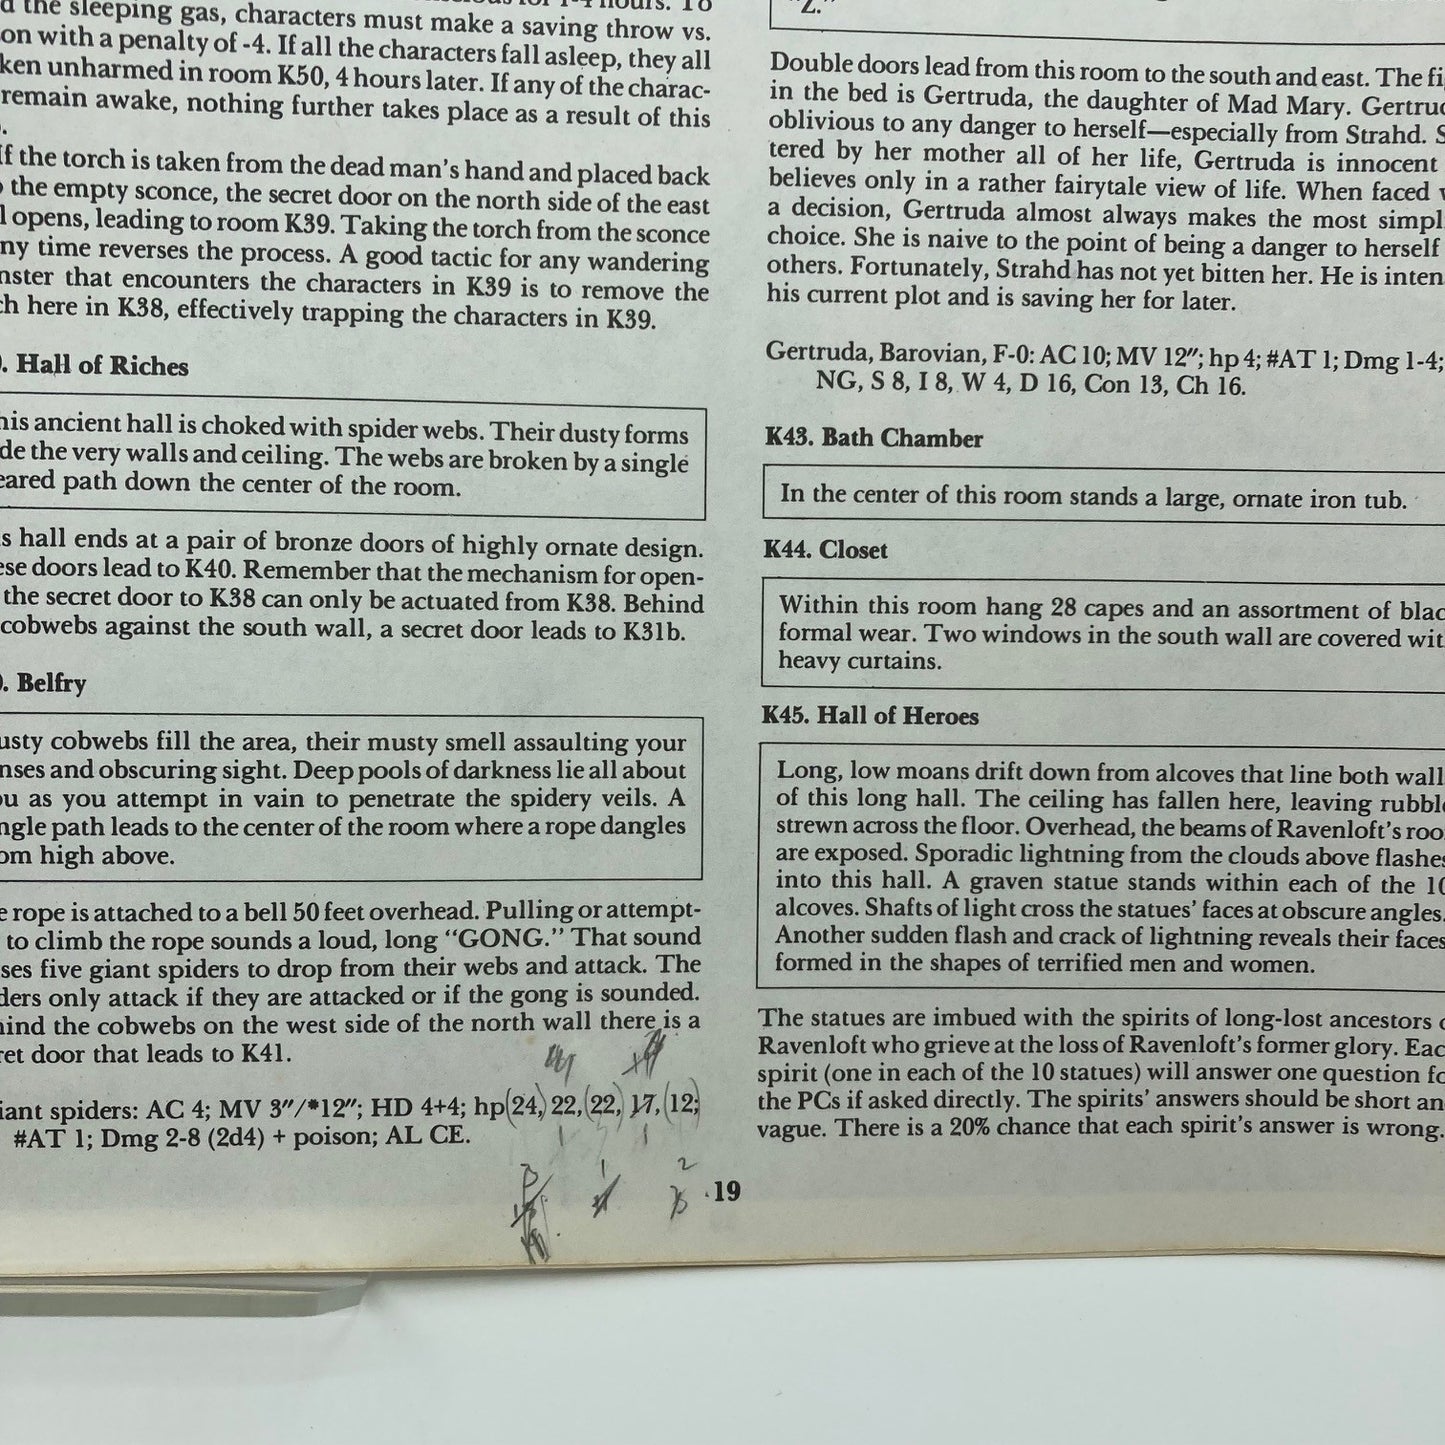 the sleeping gas, characters must make a saving throw vs.
on with a penalty of -4. If all the characters fall asleep, they all
ken unharmed in room K50, 4 hours later. If any of the charac-
remain awake, nothing further takes place as a result of this
If the torch is taken from the dead man's hand and placed back
the empty sconce, the secret door on the north side of the east
l opens, leading to room K39. Taking the torch from the sconce
ny time reverses the process. A good tactic for any wandering
nster that encounters the characters in K39 is to remove the
ch here in K38, effectively trapping the characters in K39.
. Hall of Riches
his ancient hall is choked with spider webs. Their dusty forms
de the very walls and ceiling. The webs are broken by a single
eared path down the center of the room.
s hall ends at a pair of bronze doors of highly ornate design.
ese doors lead to K40. Remember that the mechanism for open-
the secret door to K38 can only be actuated from K38. Behind
cobwebs against the south wall, a secret door leads to K31b.
. Belfry
usty cobwebs fill the area, their musty smell assaulting your
nses and obscuring sight. Deep pools of darkness lie all about
ou as you attempt in vain to penetrate the spidery veils. A
ngle path leads to the center of the room where a rope dangles
om high above.
e rope is attached to a bell 50 feet overhead. Pulling or attempt-
to climb the rope sounds a loud, long "GONG." That sound
ses five giant spiders to drop from their webs and attack. The
ders only attack if they are attacked or if the gong is sounded.
hind the cobwebs on the west side of the north wall there is a
ret door that leads to K41.
iant spiders: AC 4; MV 3"/*12"; HD 4+4; hp 24, 22, 22, 17, 12;
#AT 1; Dmg 2-8 (2d4) + poison; AL CE.
19
"Z."
Double doors lead from this room to the south and east. The fi
in the bed is Gertruda, the daughter of Mad Mary. Gertrud
oblivious to any danger to herself—especially from Strahd. S
tered by her mother all of her life, Gertruda is innocent
believes only in a rather fairytale view of life. When faced
a decision, Gertruda almost always makes the most simpl
choice. She is naive to the point of being a danger to herself
others. Fortunately, Strahd has not yet bitten her. He is inten
his current plot and is saving her for later.
Gertruda, Barovian, F-0: AC 10; MV 12"; hp 4; #AT 1; Dmg 1-4;
NG, S 8, I 8, W 4, D 16, Con 13, Ch 16.
K43. Bath Chamber
In the center of this room stands a large, ornate iron tub.
K44. Closet
Within this room hang 28 capes and an assortment of blac
formal wear. Two windows in the south wall are covered wit
heavy curtains.
K45. Hall of Heroes
Long, low moans drift down from alcoves that line both wall
of this long hall. The ceiling has fallen here, leaving rubbl
strewn across the floor. Overhead, the beams of Ravenloft's roo
are exposed. Sporadic lightning from the clouds above flashes
into this hall. A graven statue stands within each of the 10
alcoves. Shafts of light cross the statues' faces at obscure angles.
Another sudden flash and crack of lightning reveals their faces
formed in the shapes of terrified men and women.
The statues are imbued with the spirits of long-lost ancestors o
Ravenloft who grieve at the loss of Ravenloft's former glory. Eac
spirit (one in each of the 10 statues) will answer one question fo
the PCs if asked directly. The spirits' answers should be short an
vague. There is a 20% chance that each spirit's answer is wrong.